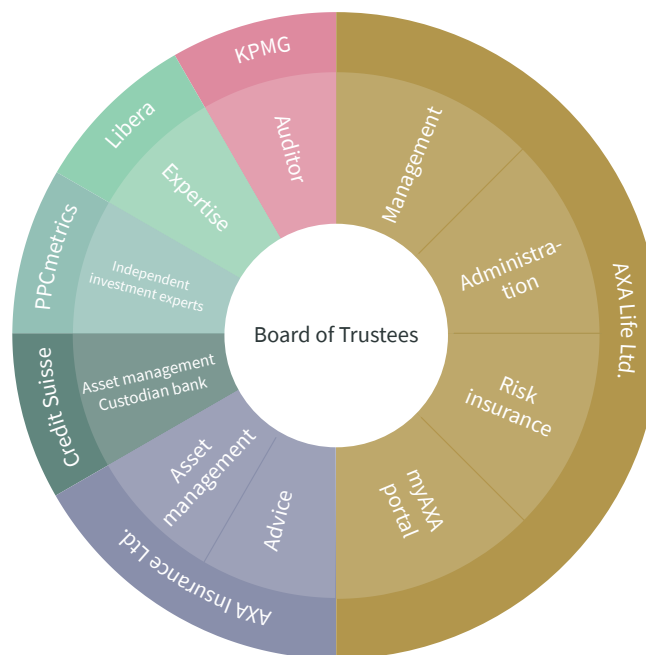 KPMG
Auditor
Management
Administra-
tion
AXA Life Ltd.
Risk
insurance
myAXA
portal
Advice
Asset
management
AXA Insurance Ltd.
Asset management
Custodian bank
Credit Suisse
Independent
investment experts
PPCmetrics
Expertise
Libera
Board of Trustees